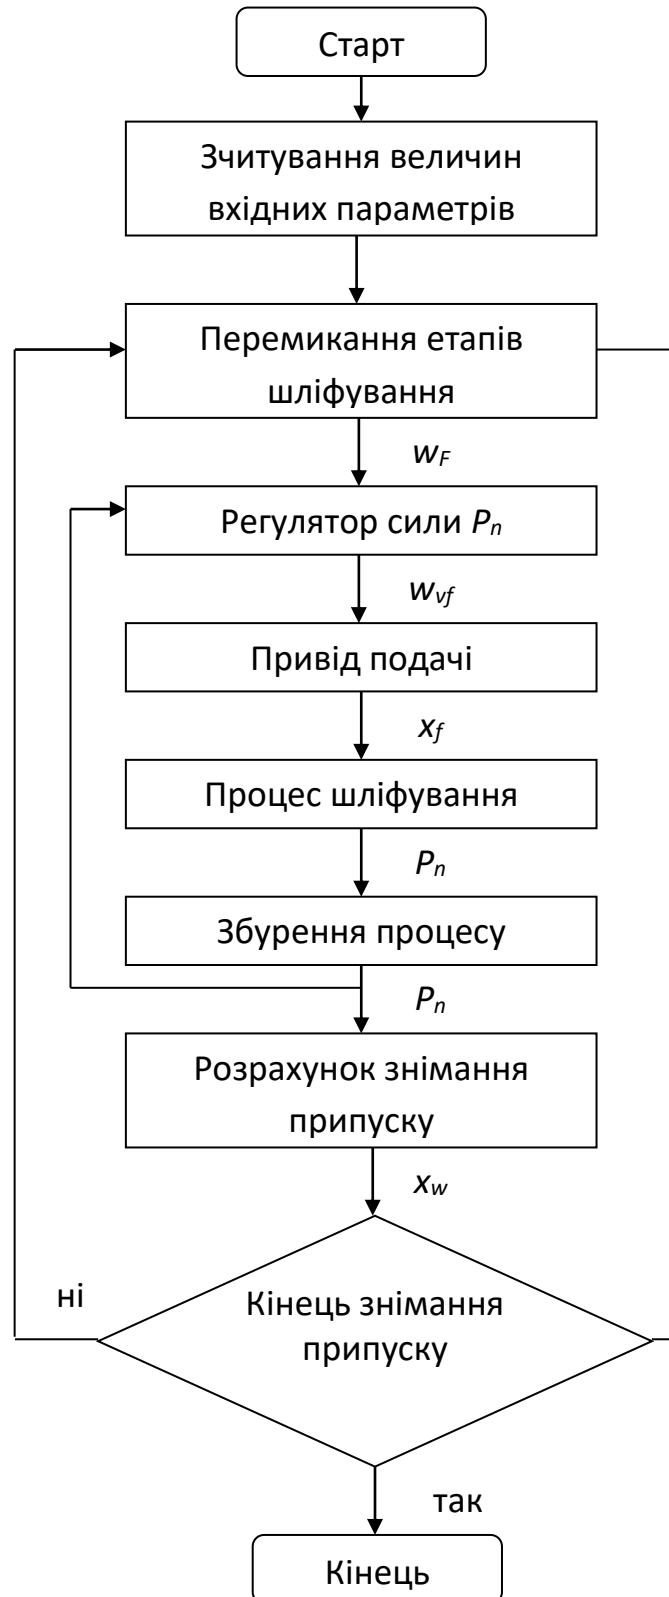 Старт
Зчитування величин
вхідних параметрів
Перемикання етапів
шліфування
wF
Регулятор сили Pn
wvf
Привід подачі
xf
Процес шліфування
Pn
Збурення процесу
Pn
Розрахунок знімання
припуску
xw
ні
Кінець знімання
припуску
так
Кінець